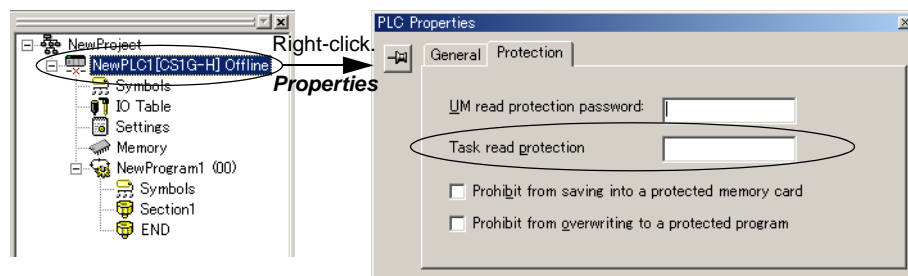 NewProject
NewPLC1[CS1G-H] Offline
Symbols
IO Table
Settings
Memory
NewProgram1 (00)
Symbols
Section1
END
Right-click.
Properties
PLC Properties
General Protection
UM read protection password:
Task read protection
Prohibit from saving into a protected memory card
Prohibit from overwriting to a protected program